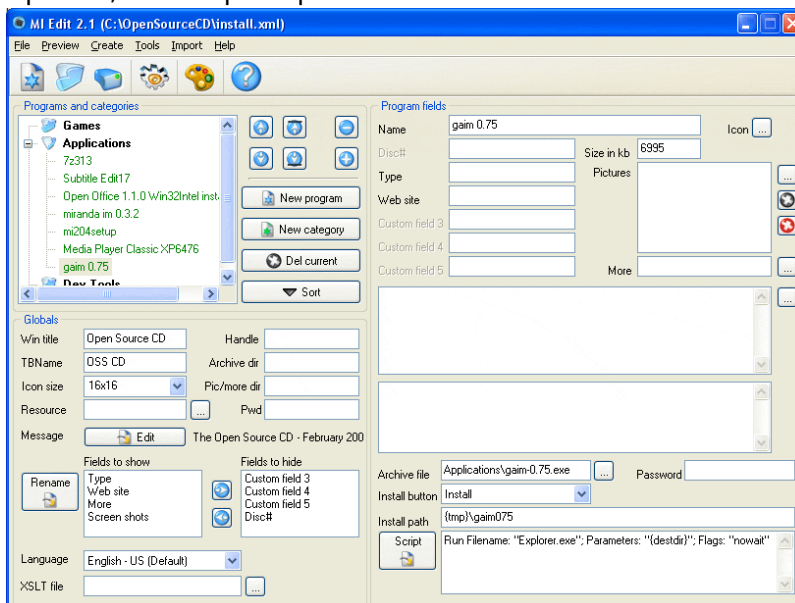 MI Edit 2.1 (C:\OpenSourceCD\install.xml)
File Preview Create Tools Import Help
Programs and categories
Games
Applications
7z313
Subtitle Edit17
Open Office 1.1.0 Win32Intel inst
miranda im 0.3.2
mi204setup
Media Player Classic XP6476
gaim 0.75
Dev Tools
New program
New category
Del current
Sort
Globals
Win title Open Source CD Handle
TBName OSS CD Archive dir
Icon size 16x16 Pic/more dir
Resource ... Pwd
Message Edit The Open Source CD - February 200
Fields to show Fields to hide
Rename
Type
Web site
More
Screen shots
Custom field 3
Custom field 4
Custom field 5
Disc#
Language English - US (Default)
XSLT file ...
Program fields
Name gaim 0.75 Icon ...
Disc# Size in kb 6995
Type Pictures ...
Web site
Custom field 3
Custom field 4
Custom field 5 More ...
...
Archive file Applications\gaim-0.75.exe ... Password
Install button Install
Install path {tmp}\gaim075
Script Run Filename: "Explorer.exe"; Parameters: "{destdir}"; Flags: "nowait"